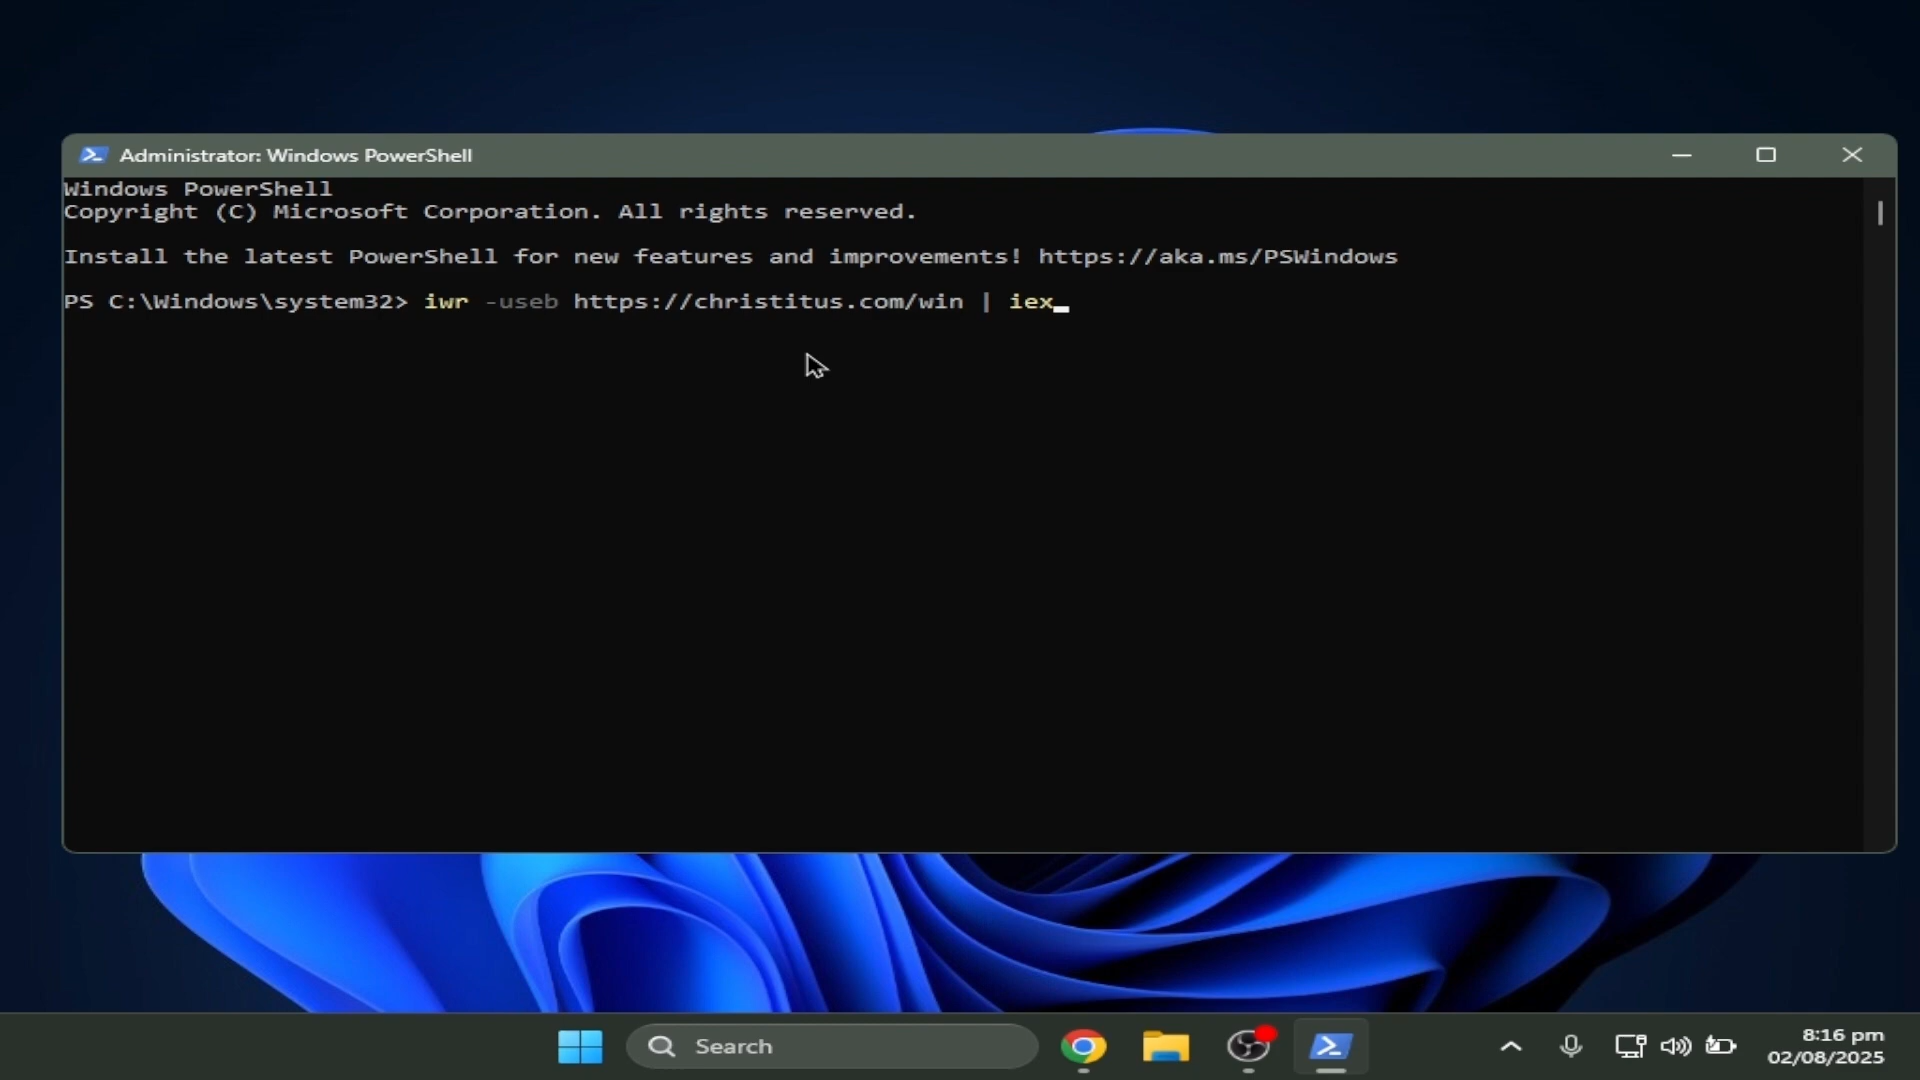 Administrator: Windows PowerShell
Windows PowerShell
Copyright (C) Microsoft Corporation. All rights reserved.
Install the latest PowerShell for new features and improvements! https://aka.ms/PSWindows
PS C:\Windows\system32> iwr -useb https://christitus.com/win | iex
Search
8:16 pm
02/08/2025